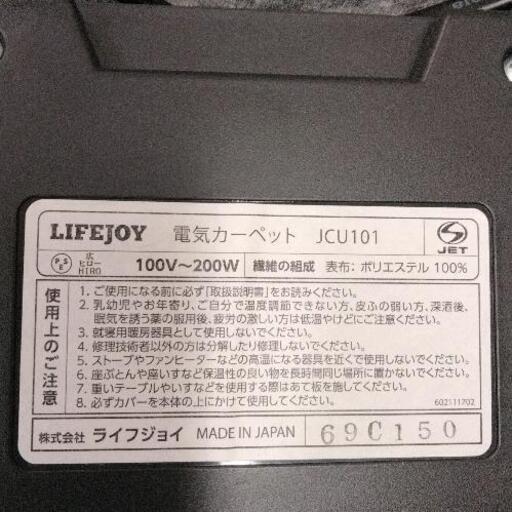 LIFEJOY 電気カーペット JCU101
S JET
PSE 広 ヒロー HIRO 100V〜200W 繊維の組成 表布: ポリエステル 100%
使用上のご注意
1. ご使用になる前に必ず「取扱説明書」をお読みください。
2. 乳幼児やお年寄り、ご自分で温度調節できない方、皮ふの弱い方、深酒後、
眠気を誘う薬の服用後、疲労の激しい方は低温やけどにご注意ください。
3. 就寝用暖房器具として使用しないでください。
4. 修理技術者以外の方は分解したり修理しないでください。
5. ストーブやファンヒーターなどの高温になる器具を近くで使用しないでください。
6. 座ぶとんや座いすなど保温性の良い物を長時間同じ場所に置かないでください。
7. 重いテーブルやいすなどを使用する際はあて板を施してください。
8. 必ずカバーを本体の上にかけて使用してください。
602111702
株式会社 ライフジョイ MADE IN JAPAN 69C150